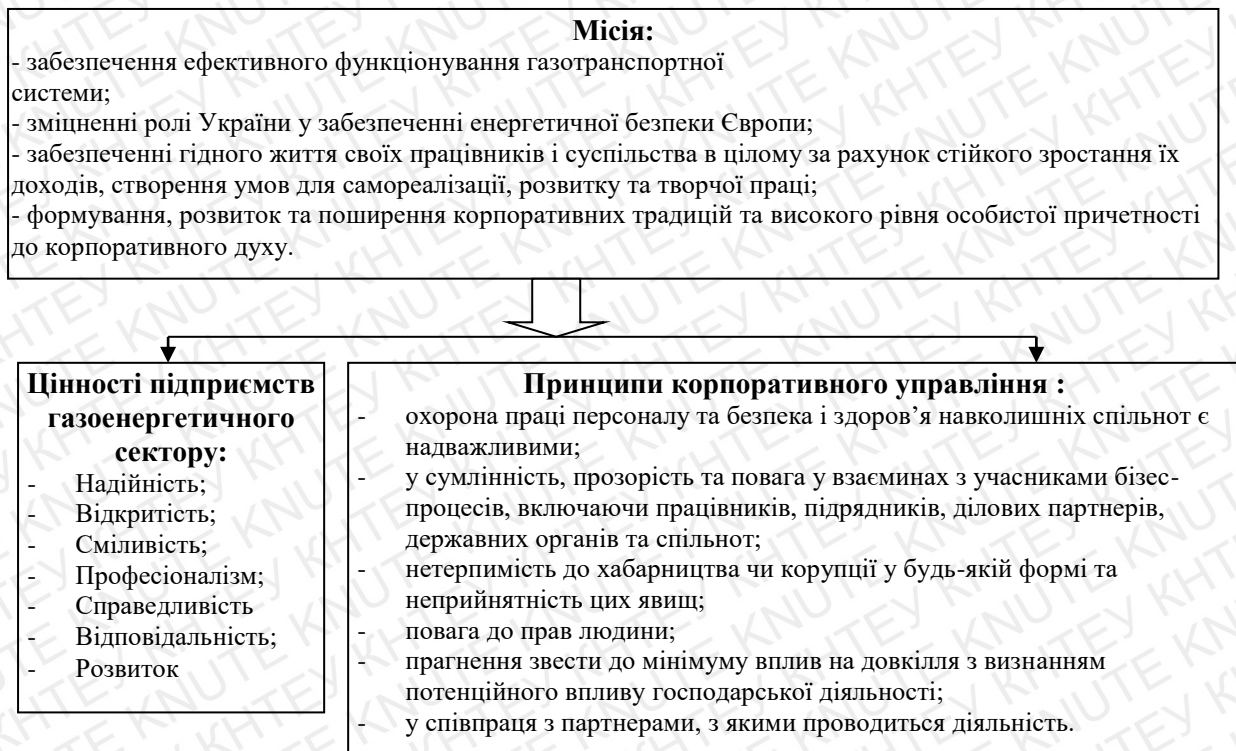 Місія:
- забезпечення ефективного функціонування газотранспортної
системи;
- зміцненні ролі України у забезпеченні енергетичної безпеки Європи;
- забезпеченні гідного життя своїх працівників і суспільства в цілому за рахунок стійкого зростання їх
доходів, створення умов для самореалізації, розвитку та творчої праці;
- формування, розвиток та поширення корпоративних традицій та високого рівня особистої причетності
до корпоративного духу.
Цінності підприємств
газоенергетичного
сектору:
- Надійність;
- Відкритість;
- Сміливість;
- Професіоналізм;
- Справедливість
- Відповідальність;
- Розвиток
Принципи корпоративного управління :
- охорона праці персоналу та безпека і здоров’я навколишніх спільнот є
надважливими;
- у сумлінність, прозорість та повага у взаєминах з учасниками бізес-
процесів, включаючи працівників, підрядників, ділових партнерів,
державних органів та спільнот;
- нетерпимість до хабарництва чи корупції у будь-якій формі та
неприйнятність цих явищ;
- повага до прав людини;
- прагнення звести до мінімуму вплив на довкілля з визнанням
потенційного впливу господарської діяльності;
- у співпраця з партнерами, з якими проводиться діяльність.